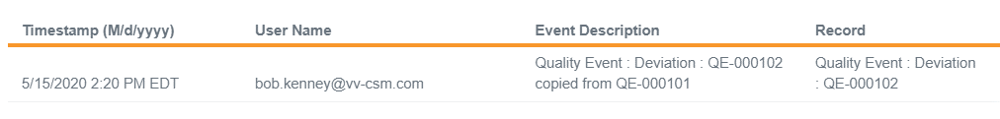 Timestamp (M/d/yyyy) User Name Event Description Record
Quality Event : Deviation : QE-000102 Quality Event : Deviation
5/15/2020 2:20 PM EDT bob.kenney@vv-csm.com copied from QE-000101 : QE-000102